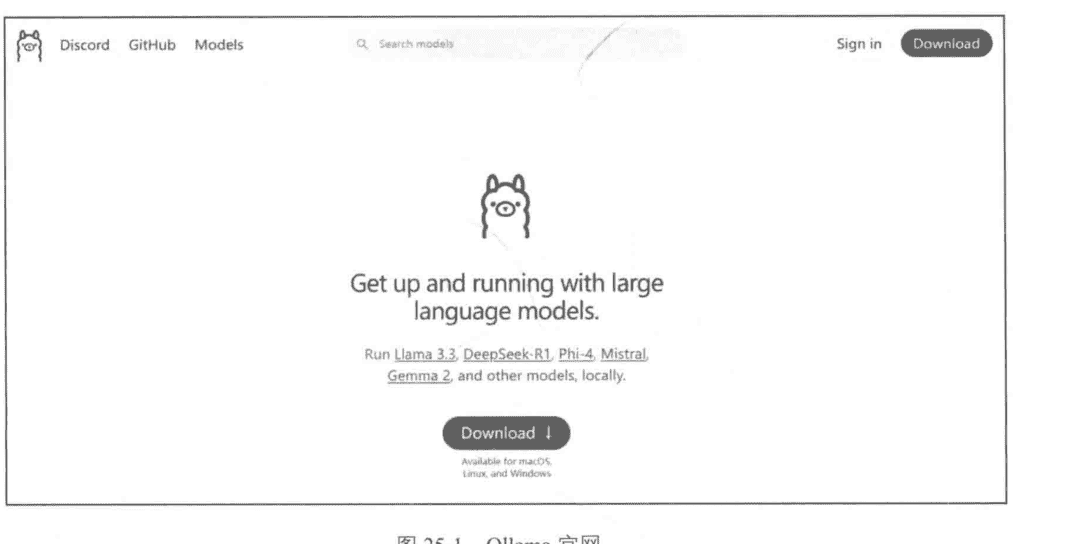 Discord GitHub Models Search models Sign in Download
Get up and running with large
language models.
Run Llama 3.3, DeepSeek-R1, Phi-4, Mistral,
Gemma 2, and other models, locally.
Download ↓
Available for macOS,
Linux, and Windows
图 25-1 Ollama 官网